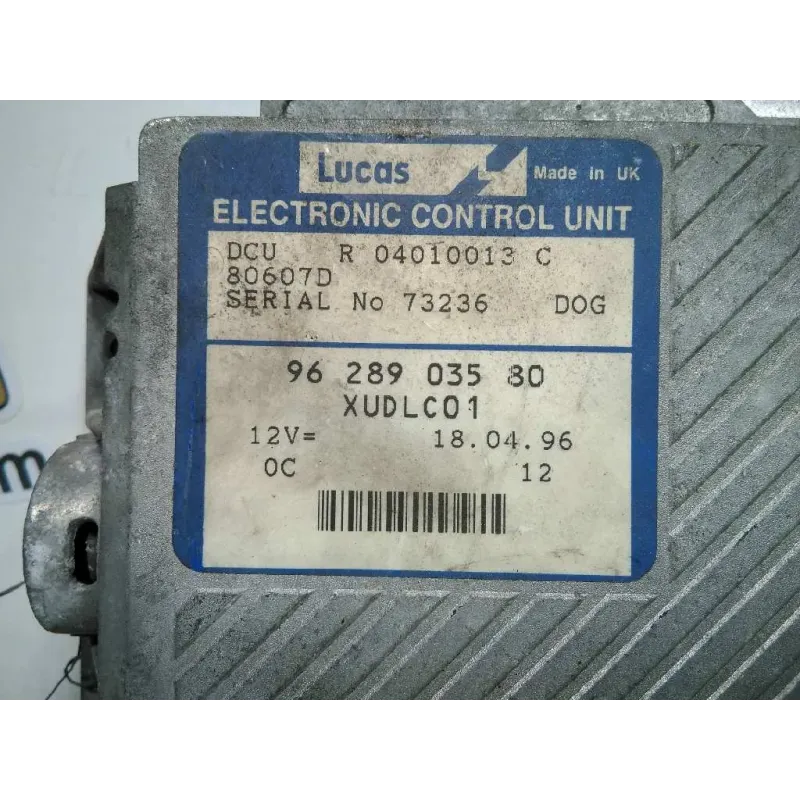 Lucas
Made in UK
ELECTRONIC CONTROL UNIT
DCU R 04010013 C
80607D
SERIAL No 73236 DOG
96 289 035 80
XUDLC01
12V= 18.04.96
0C 12
m